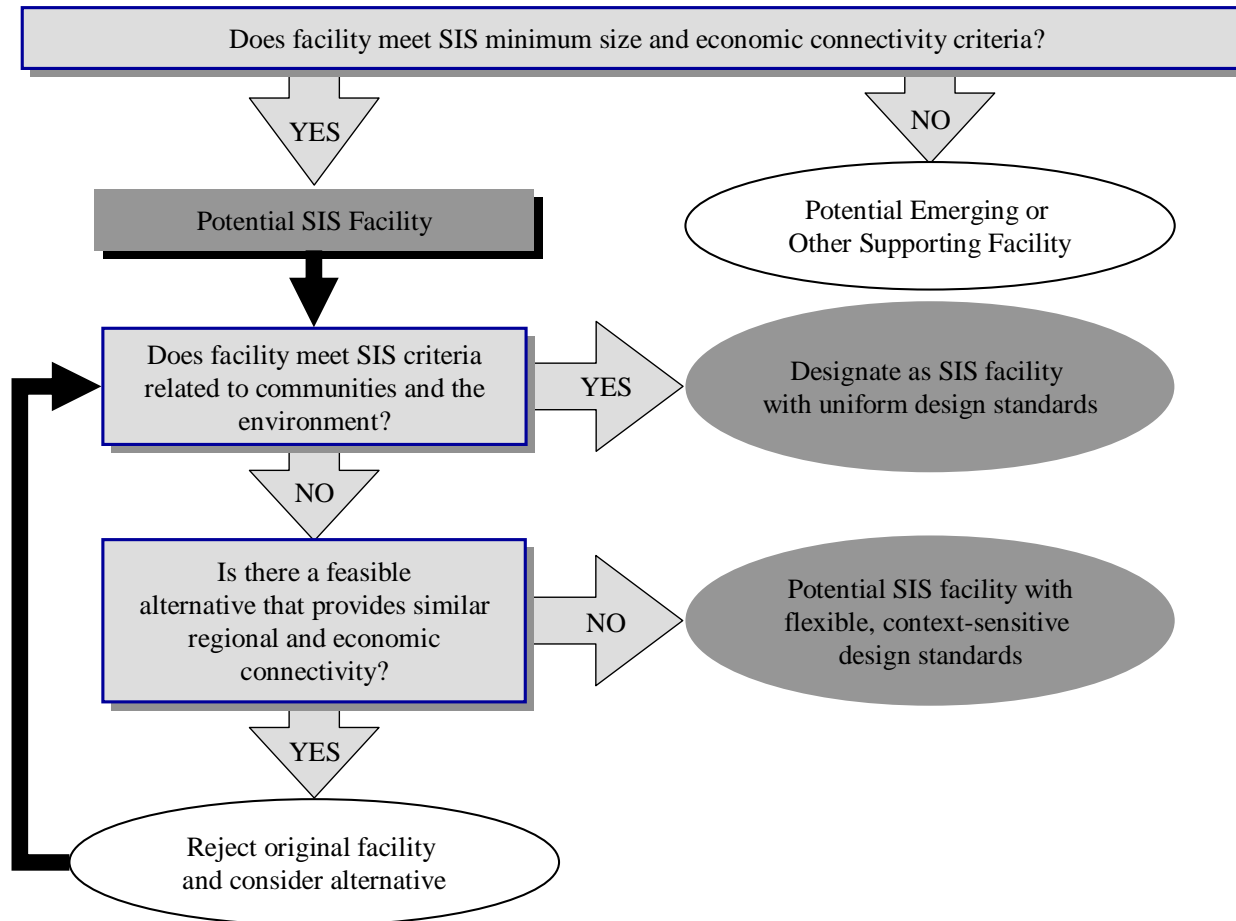 Does facility meet SIS minimum size and economic connectivity criteria?
YES
NO
Potential SIS Facility
Potential Emerging or
Other Supporting Facility
Does facility meet SIS criteria
related to communities and the
environment?
YES
Designate as SIS facility
with uniform design standards
NO
Is there a feasible
alternative that provides similar
regional and economic
connectivity?
NO
Potential SIS facility with
flexible, context-sensitive
design standards
YES
Reject original facility
and consider alternative